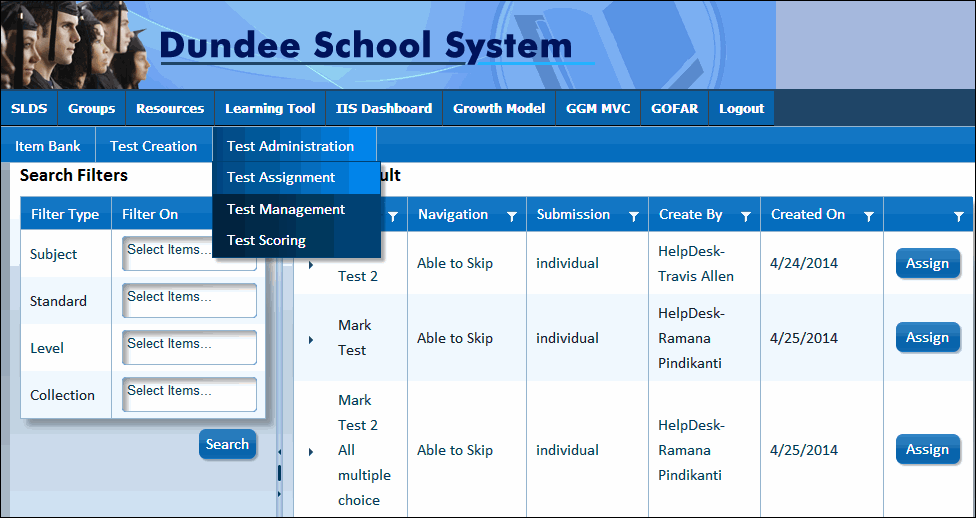 Dundee School System
SLDS Groups Resources Learning Tool IIS Dashboard Growth Model GGM MVC GOFAR Logout
Item Bank Test Creation Test Administration
Test Assignment
Test Management
Test Scoring
Search Filters
Filter Type Filter On
Subject Select Items...
Standard Select Items...
Level Select Items...
Collection Select Items...
Search
Navigation Submission Create By Created On
Test 2 Able to Skip individual HelpDesk-
Travis Allen 4/24/2014 Assign
Mark
Test Able to Skip individual HelpDesk-
Ramana
Pindikanti 4/25/2014 Assign
Mark
Test 2
All
multiple
choice Able to Skip individual HelpDesk-
Ramana
Pindikanti 4/25/2014 Assign